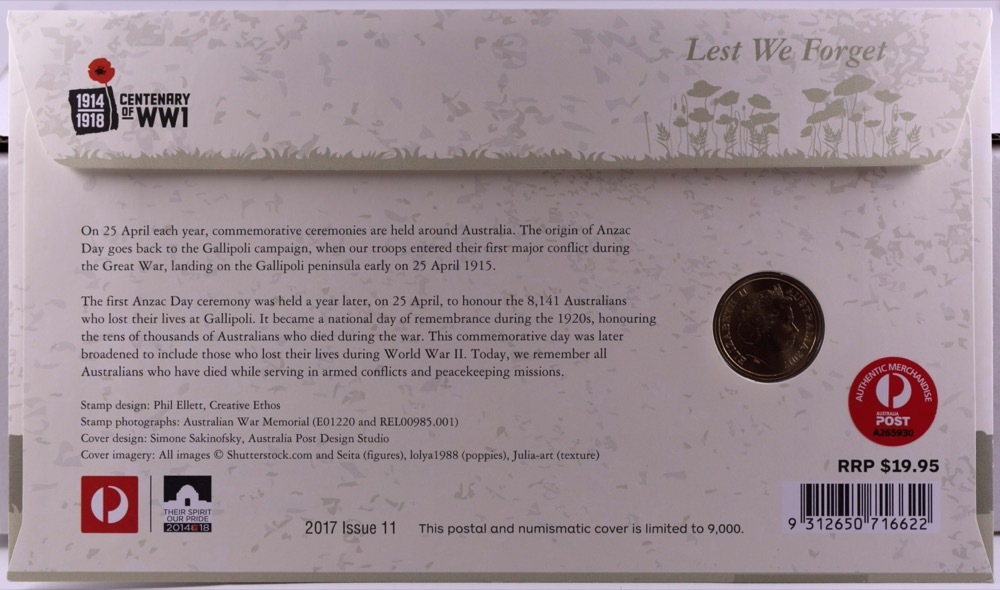 Lest We Forget
1914
1918
CENTENARY
OF WW1
On 25 April each year, commemorative ceremonies are held around Australia. The origin of Anzac
Day goes back to the Gallipoli campaign, when our troops entered their first major conflict during
the Great War, landing on the Gallipoli peninsula early on 25 April 1915.
The first Anzac Day ceremony was held a year later, on 25 April, to honour the 8,141 Australians
who lost their lives at Gallipoli. It became a national day of remembrance during the 1920s, honouring
the tens of thousands of Australians who died during the war. This commemorative day was later
broadened to include those who lost their lives during World War II. Today, we remember all
Australians who have died while serving in armed conflicts and peacekeeping missions.
ELIZABETH II AUSTRALIA 2017
Stamp design: Phil Ellett, Creative Ethos
Stamp photographs: Australian War Memorial (E01220 and REL00985.001)
Cover design: Simone Sakinofsky, Australia Post Design Studio
Cover imagery: All images © Shutterstock.com and Seita (figures), lolya1988 (poppies), Julia-art (texture)
AUTHENTIC MERCHANDISE
AUSTRALIA
POST
A265930
RRP $19.95
9 312650 716622
THEIR SPIRIT
OUR PRIDE
2014 18
2017 Issue 11
This postal and numismatic cover is limited to 9,000.